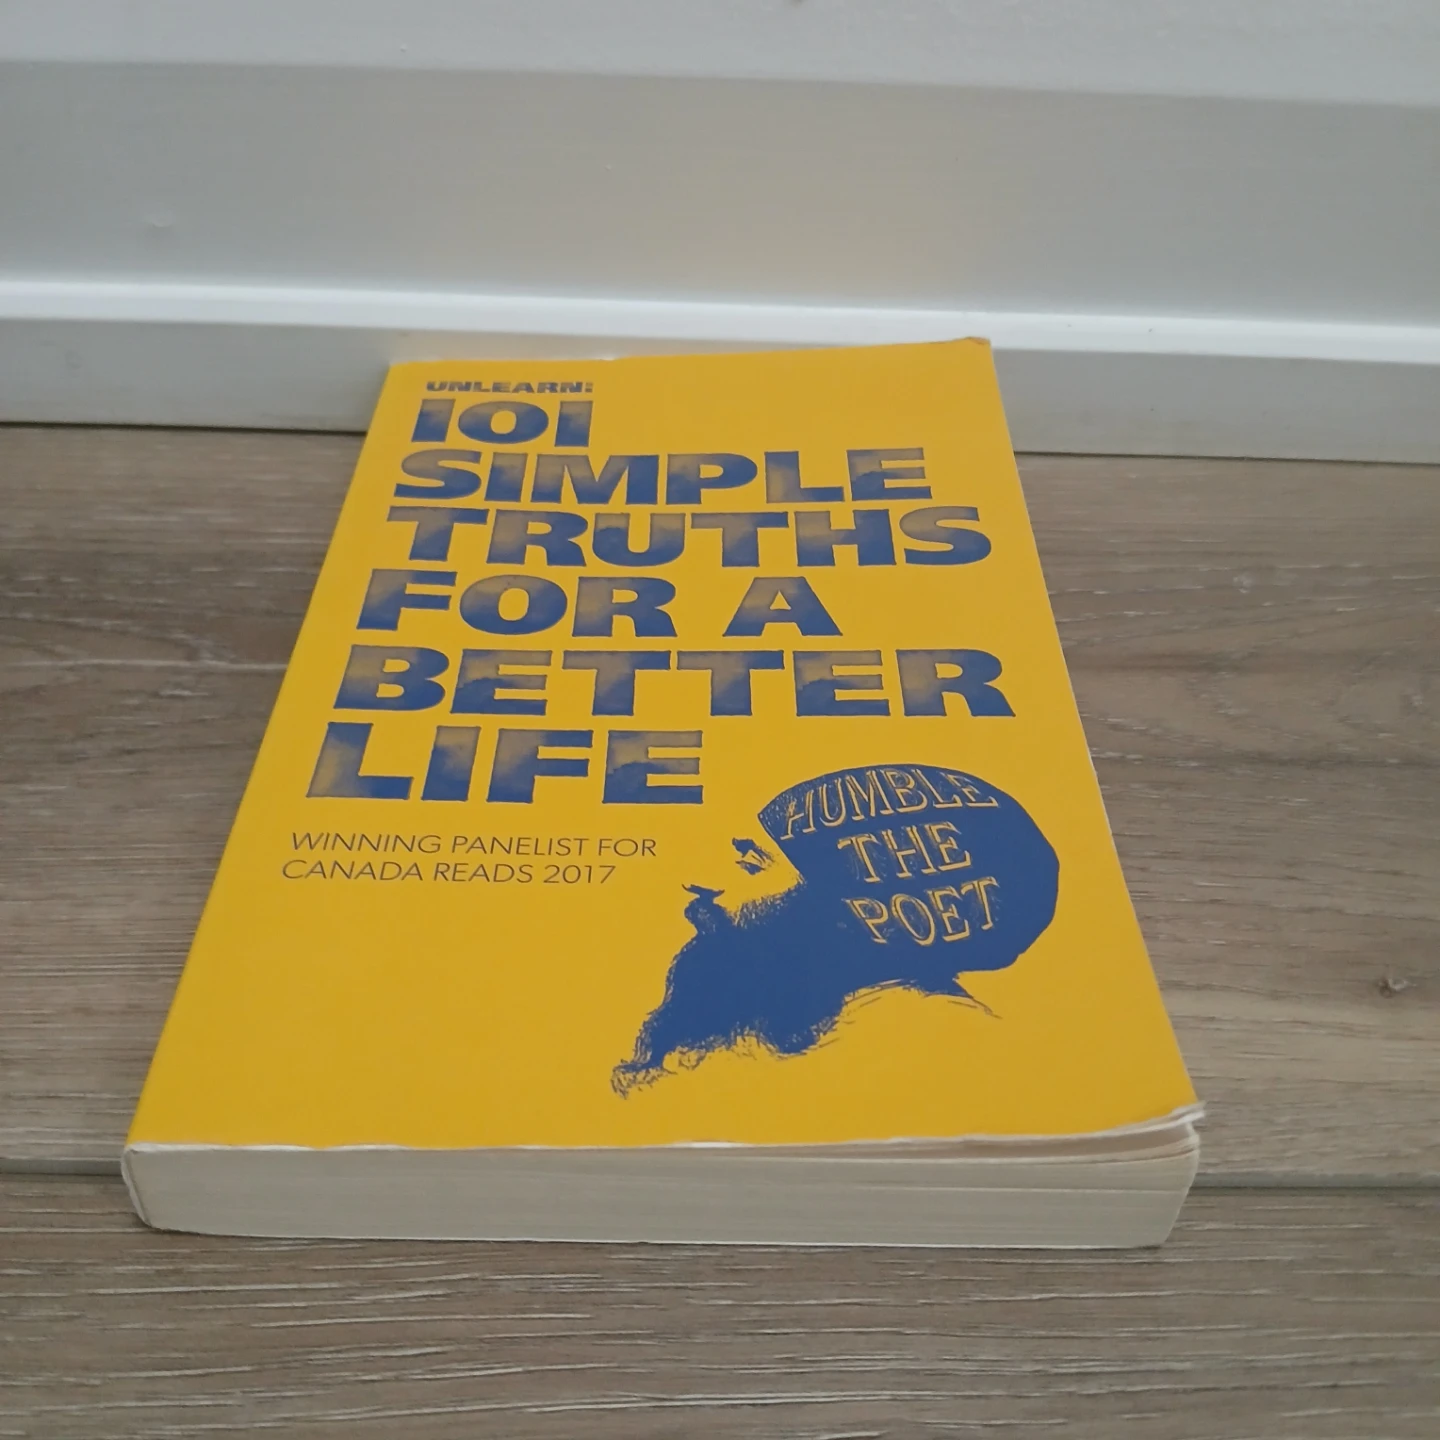 UNLEARN:
101
SIMPLE
TRUTHS
FOR A
BETTER
LIFE
WINNING PANELIST FOR
CANADA READS 2017
HUMBLE
THE
POET